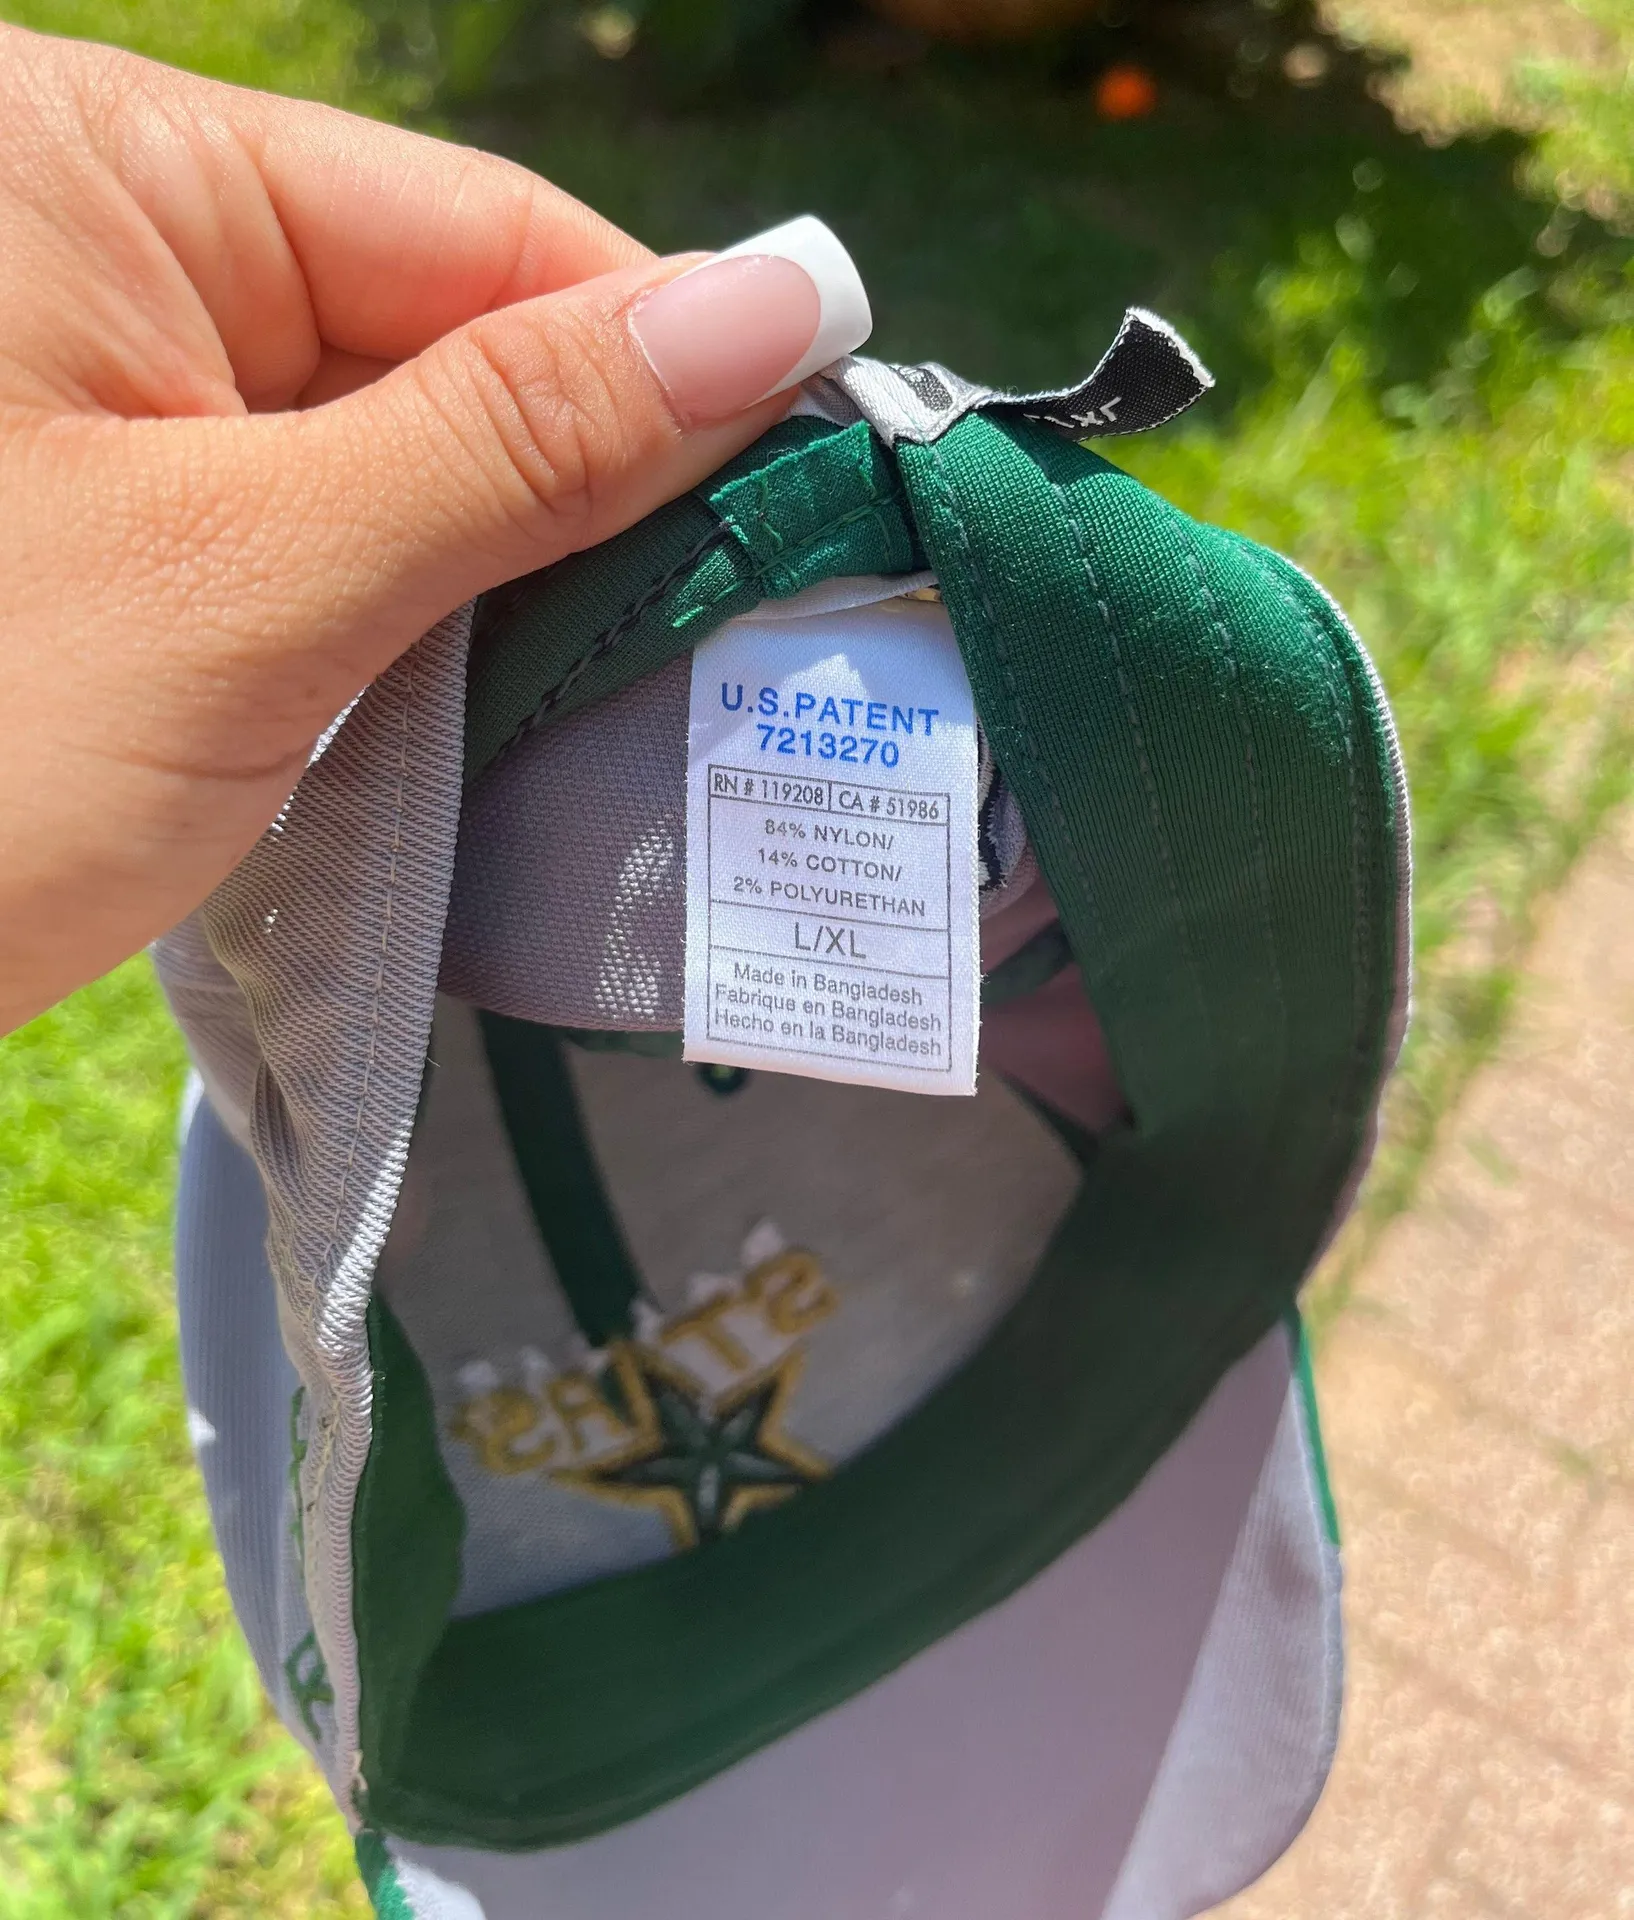 U.S.PATENT
7213270
RN # 119208 CA # 51986
84% NYLON/
14% COTTON/
2% POLYURETHAN
L/XL
Made in Bangladesh
Fabrique en Bangladesh
Hecho en la Bangladesh
STARS